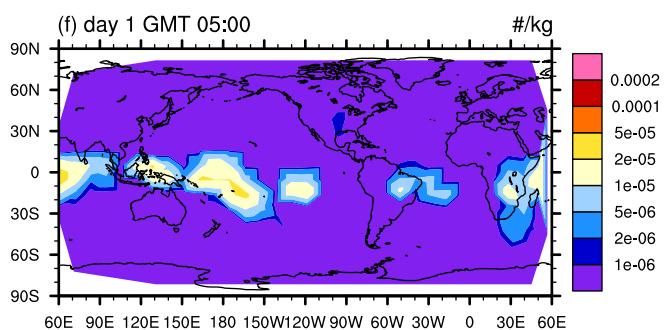 (f) day 1 GMT 05:00 #/kg
90N
60N
30N
0
30S
60S
90S
60E 90E 120E 150E 180 150W 120W 90W 60W 30W 0 30E 60E
0.0002
0.0001
5e-05
2e-05
1e-05
5e-06
2e-06
1e-06